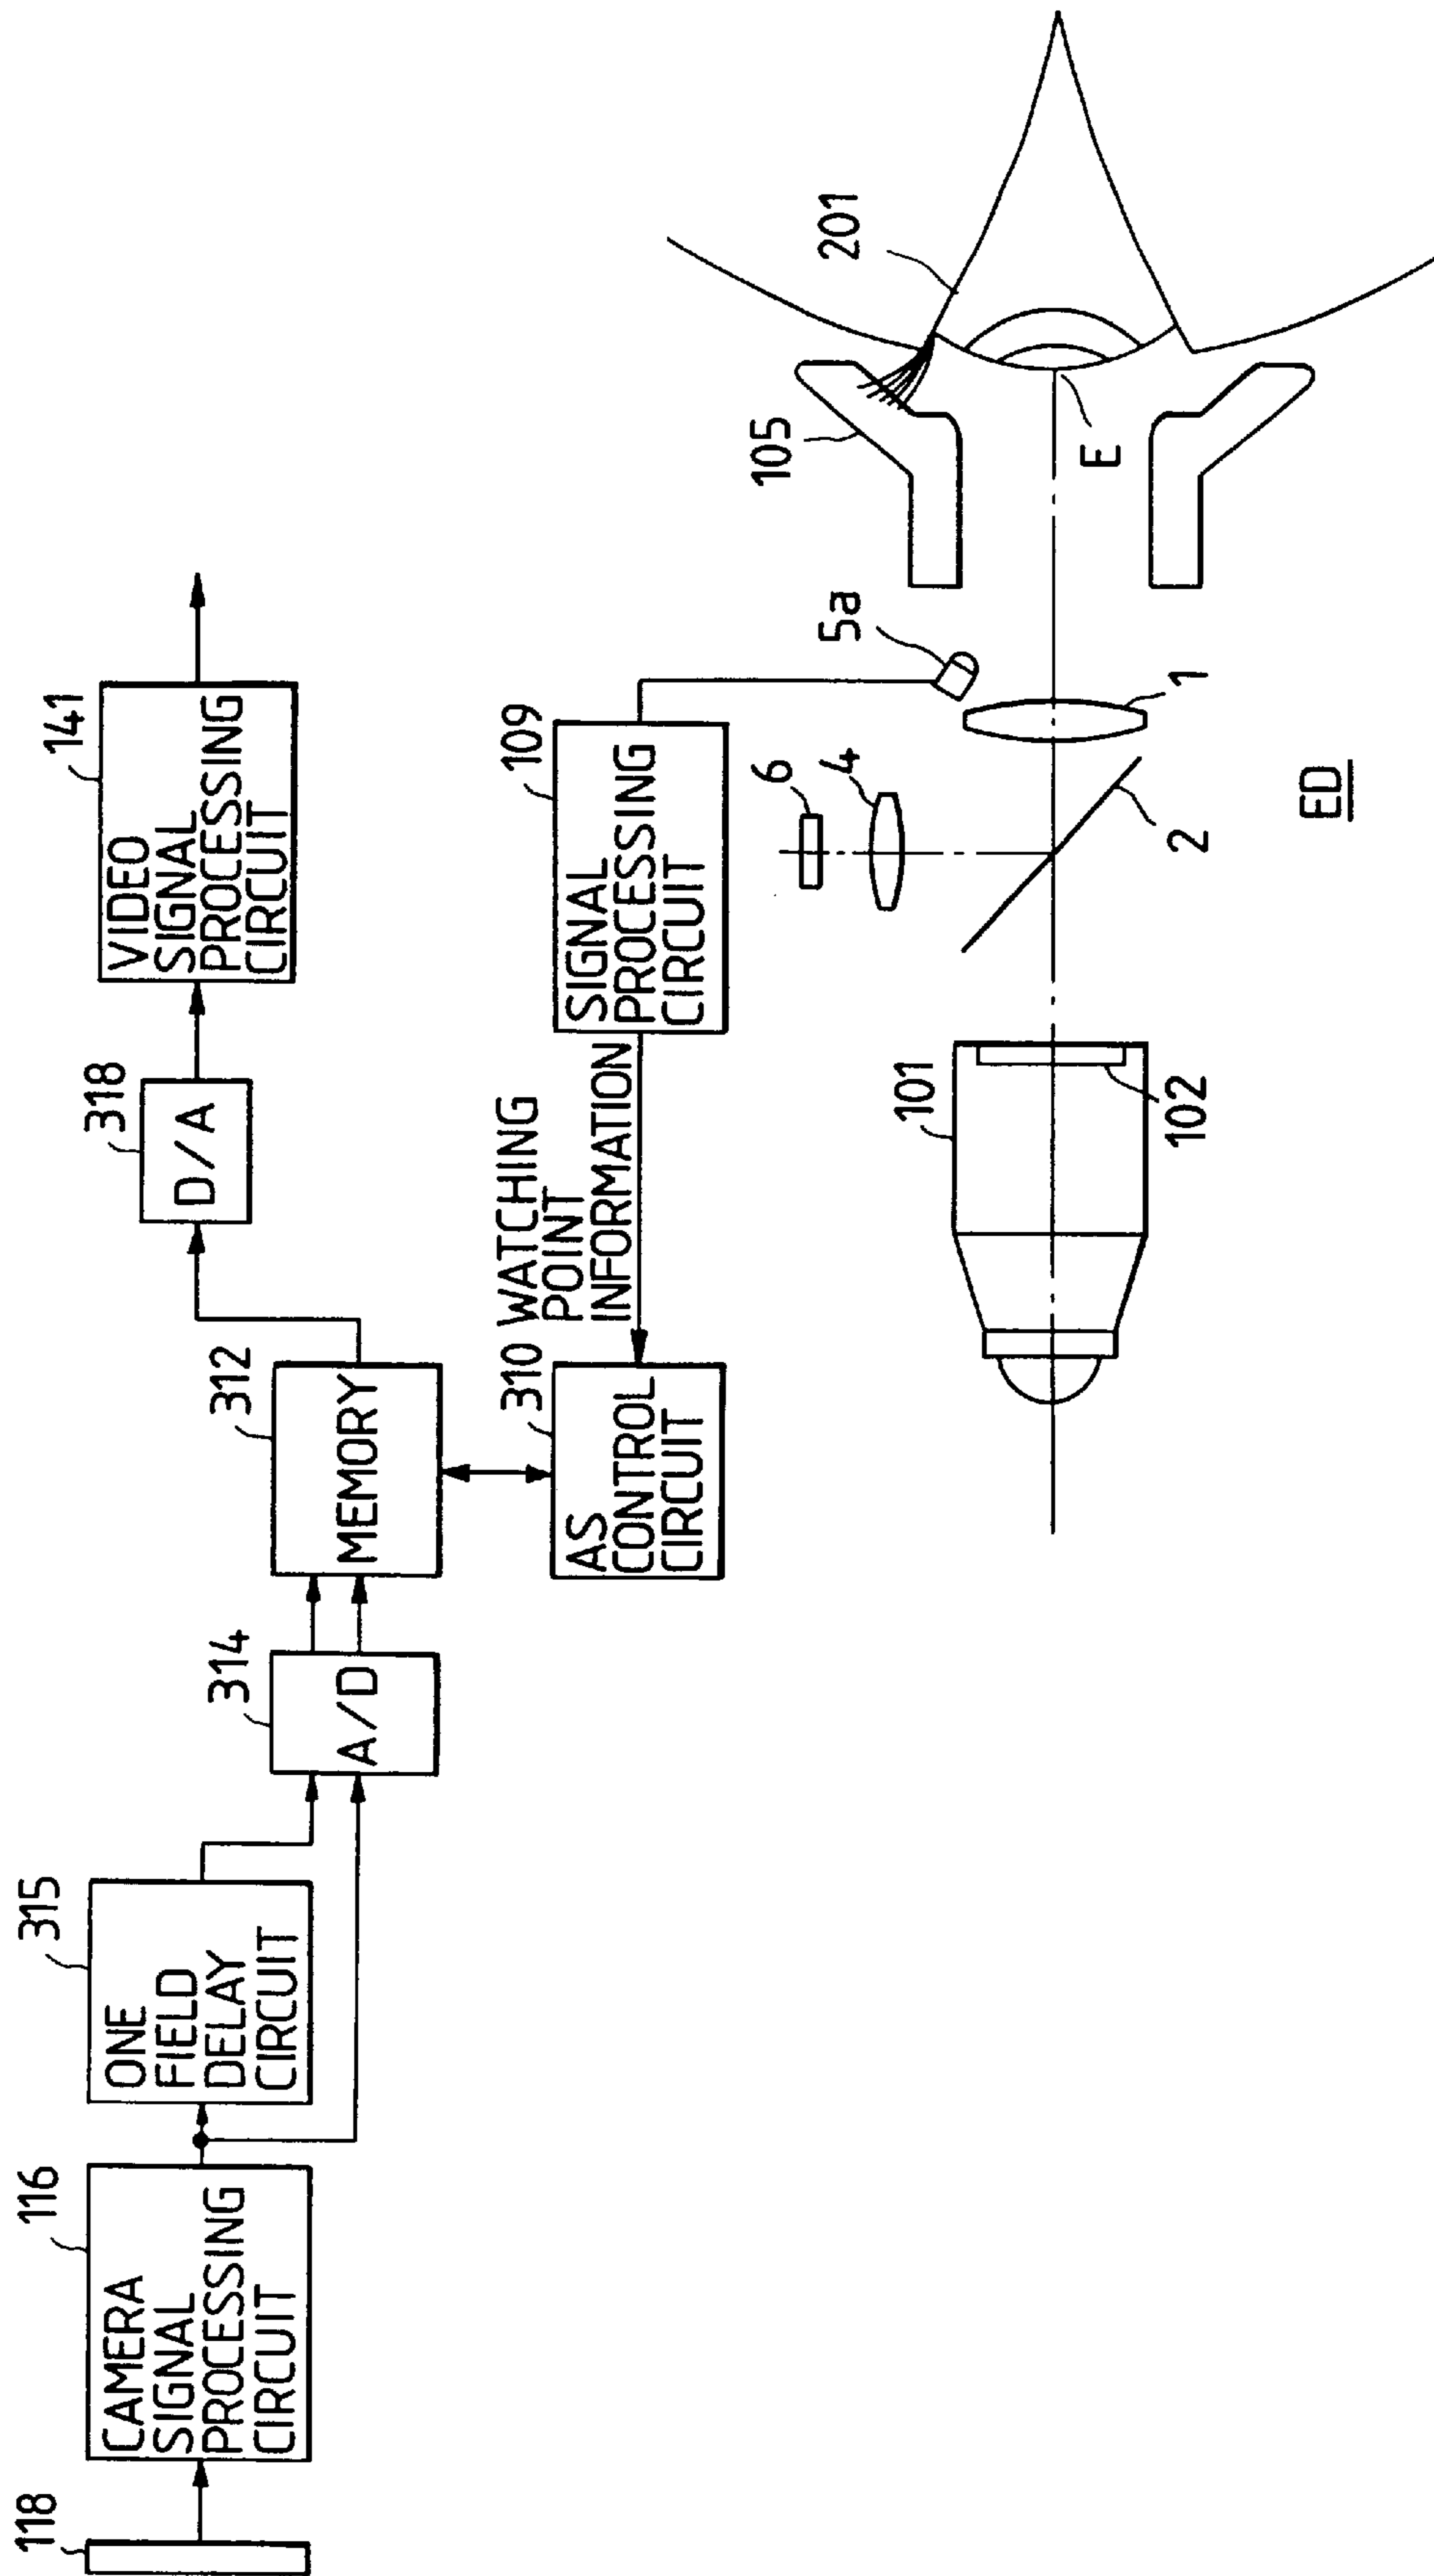 118
116
CAMERA
SIGNAL
PROCESSING
CIRCUIT
315
ONE
FIELD
DELAY
CIRCUIT
314
A/D
312
MEMORY
318
D/A
141
VIDEO
SIGNAL
PROCESSING
CIRCUIT
310
AS
CONTROL
CIRCUIT
WATCHING
POINT
INFORMATION
109
SIGNAL
PROCESSING
CIRCUIT
5a
6
4
101
102
2
1
105
201
E
ED